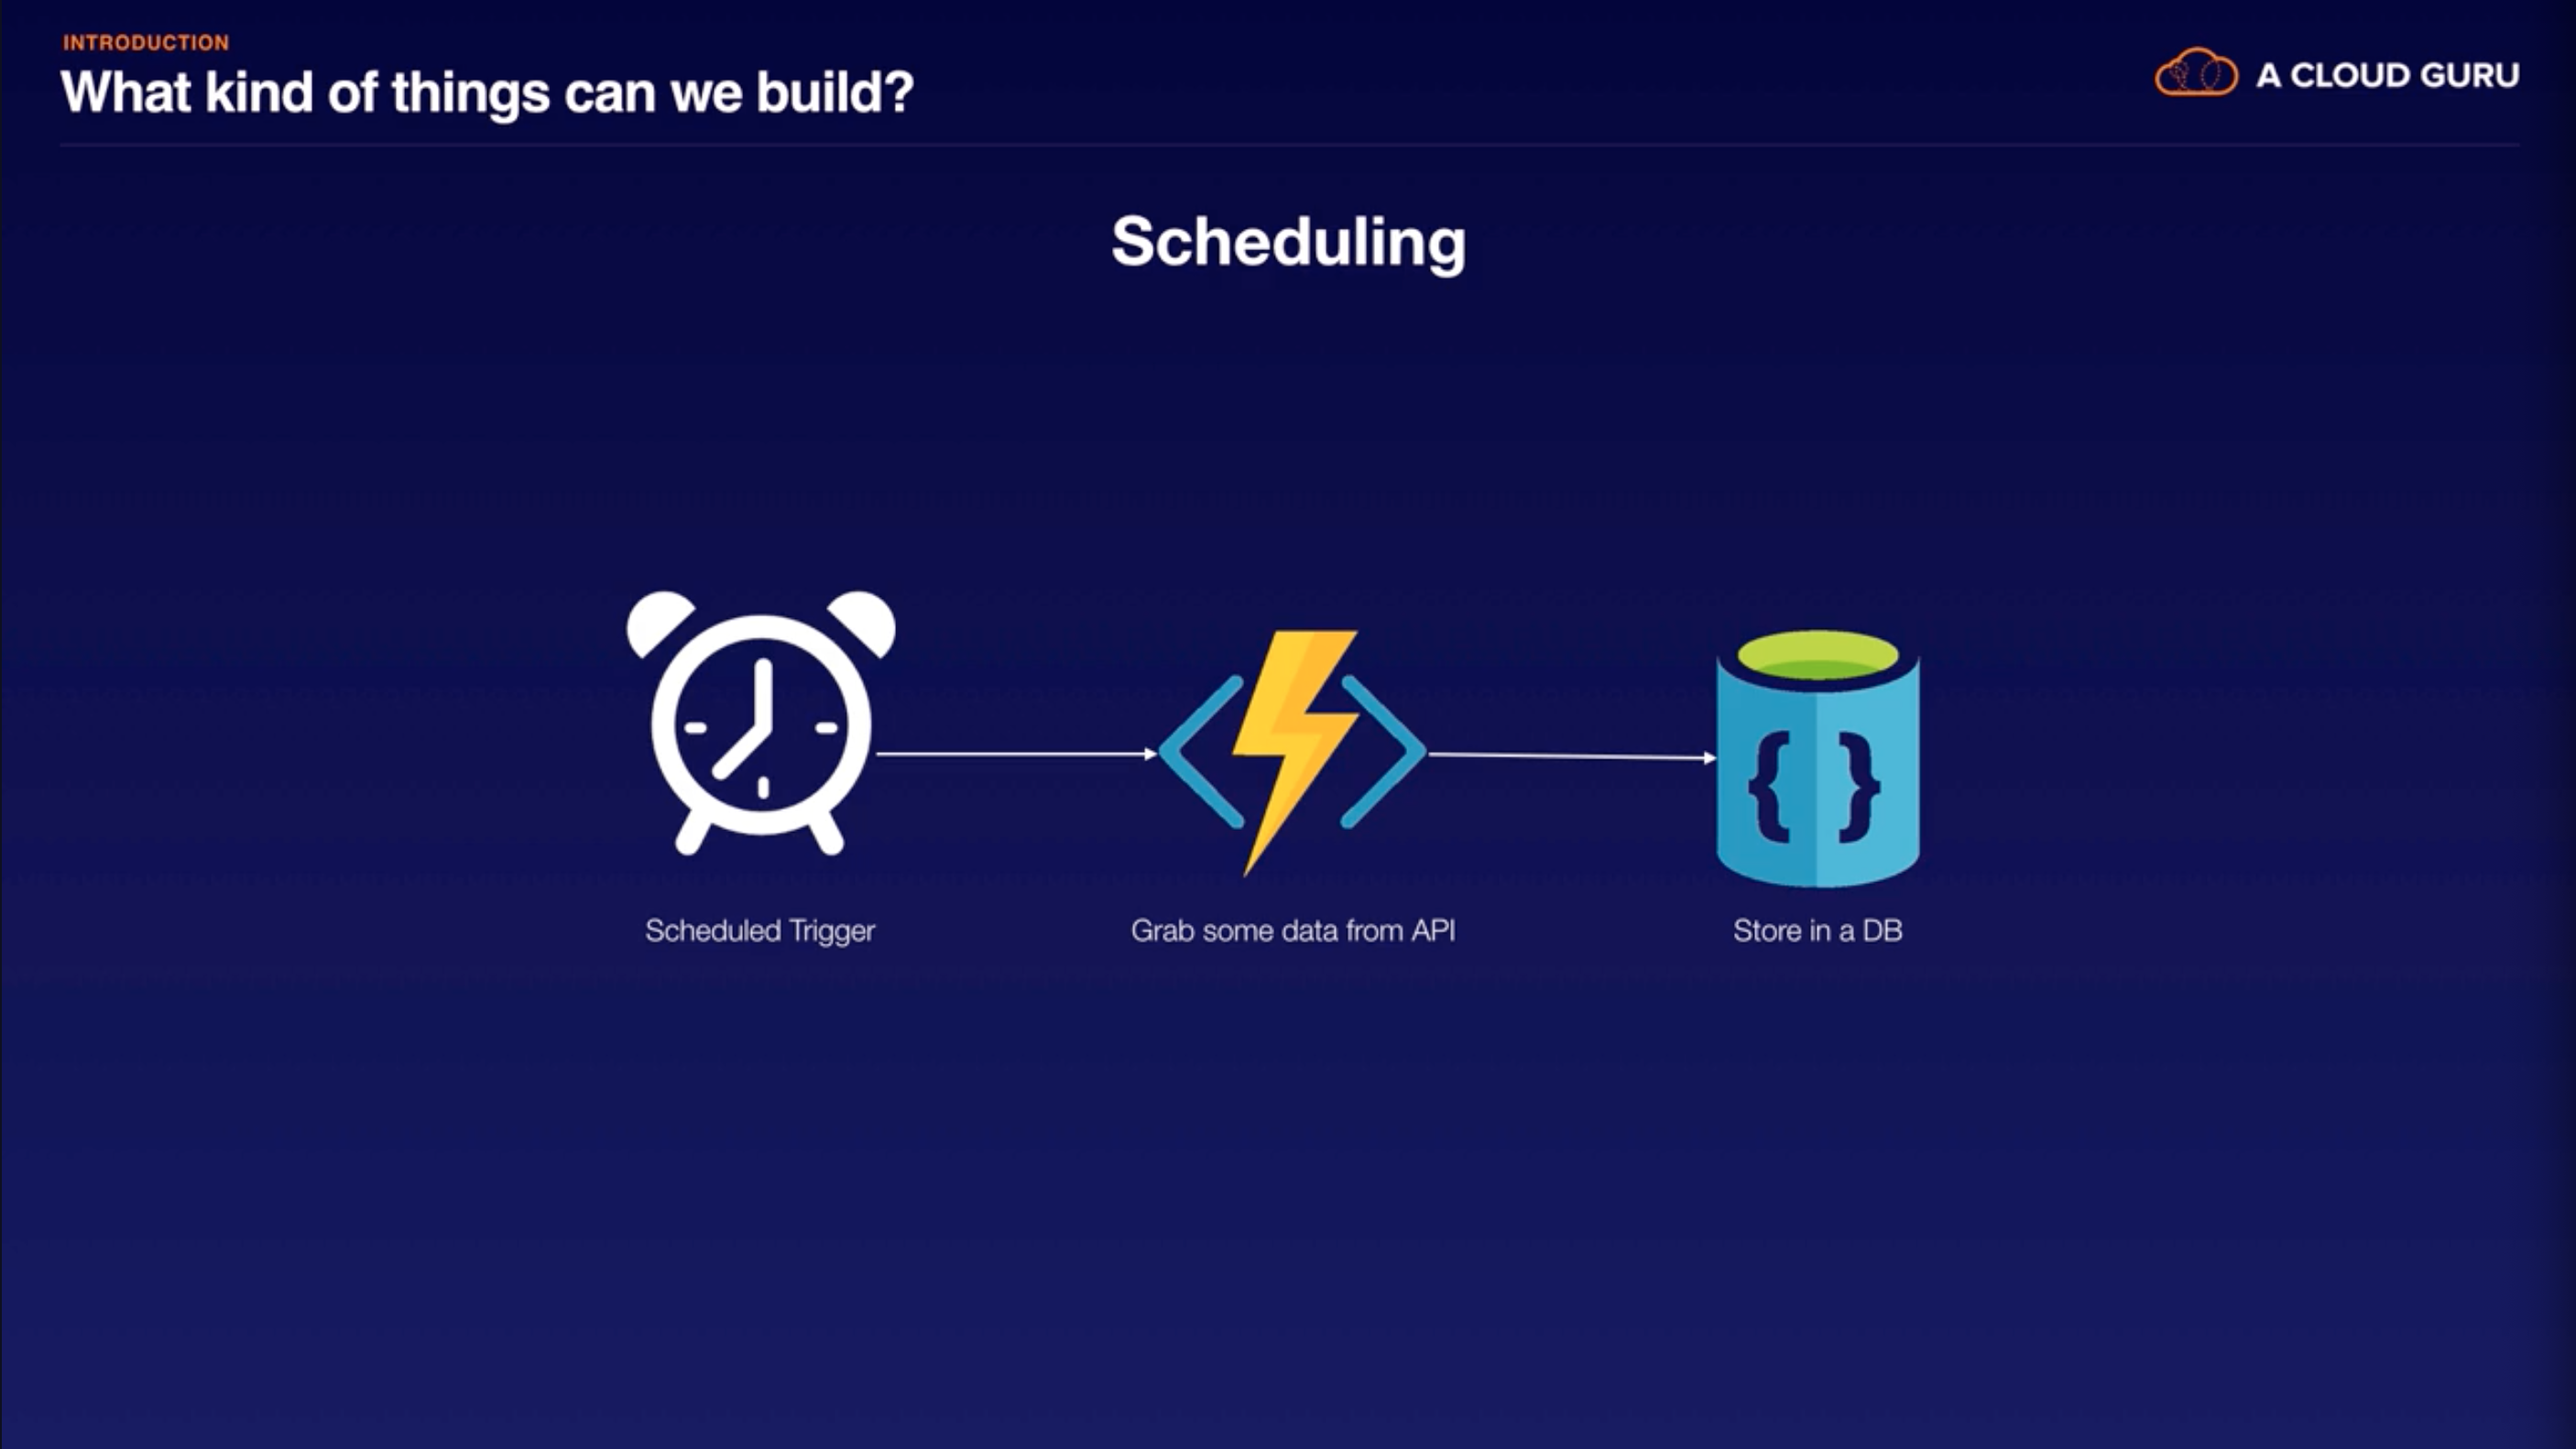 INTRODUCTION
What kind of things can we build?
A CLOUD GURU
Scheduling
{ }
Scheduled Trigger
Grab some data from API
Store in a DB